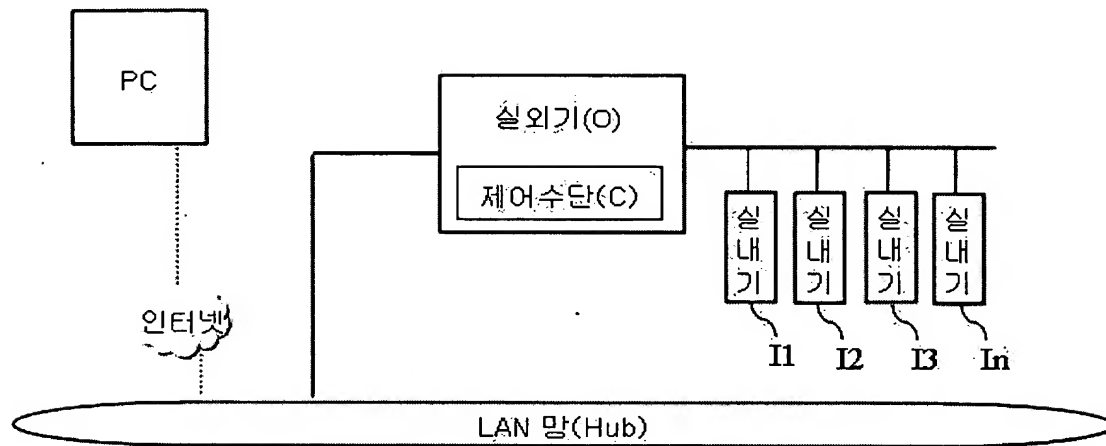 PC
실외기(O)
제어수단(C)
실내기
실내기
실내기
실내기
I1
I2
I3
In
인터넷
LAN 망(Hub)